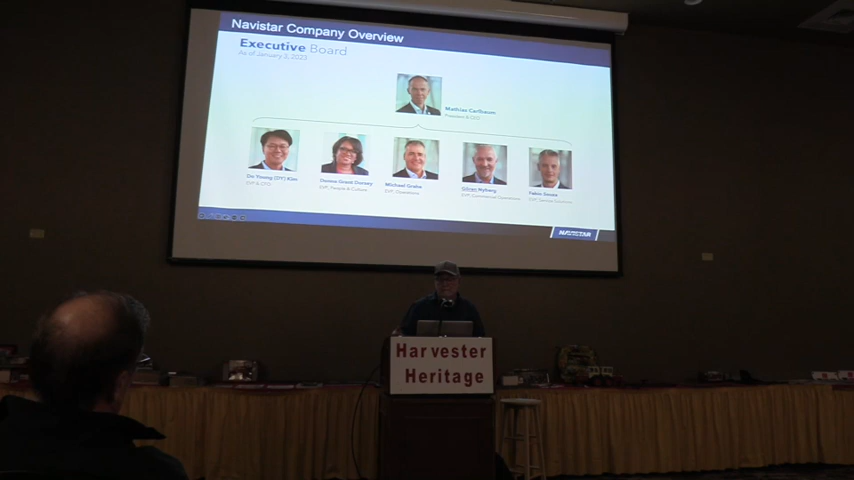 Navistar Company Overview
Executive Board
As of January 3, 2023
Mathias Carlbaum
President & CEO
Do Young (DY) Kim
EVP & CFO
Donna Grant Dorsey
EVP, People & Culture
Michael Grahe
EVP, Operations
Göran Nyberg
EVP, Commercial Operations
Fabio Souza
EVP, Service Solutions
NAVISTAR
Harvester
Heritage